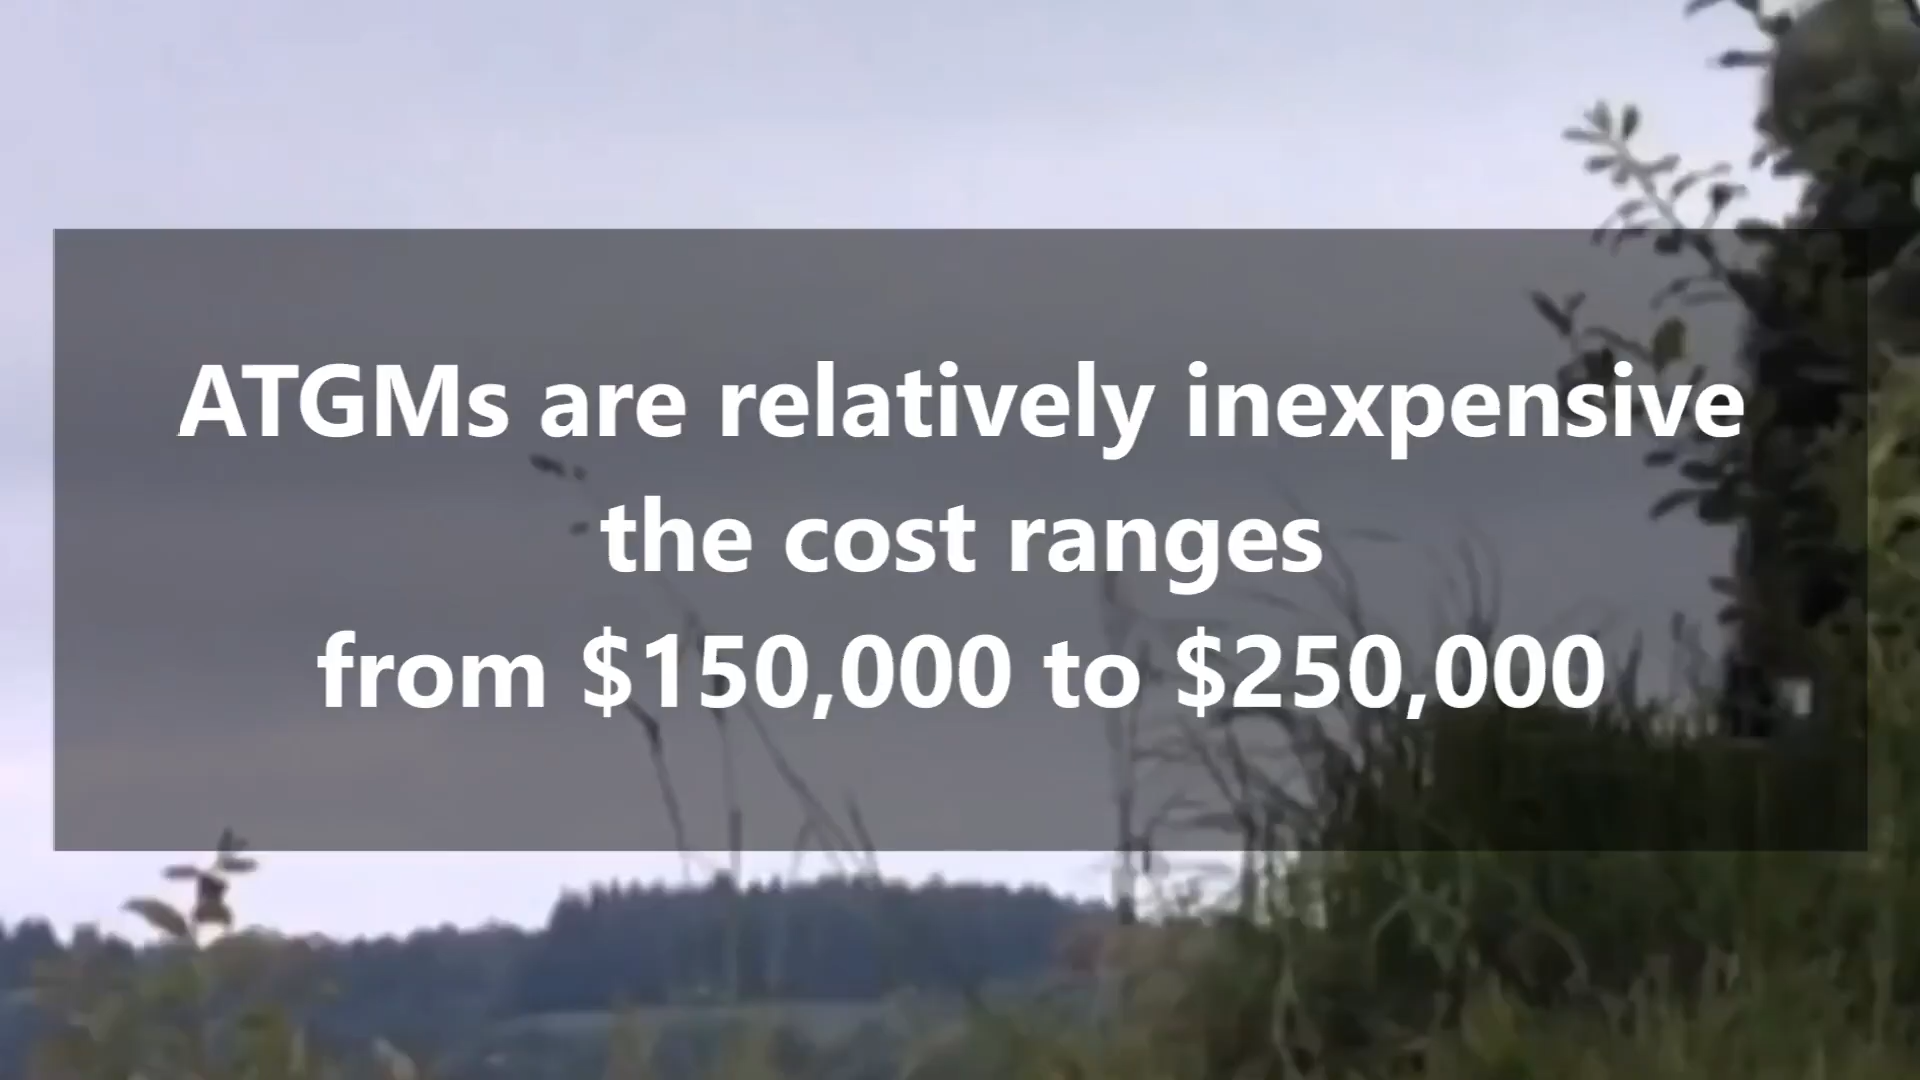 ATGMs are relatively inexpensive
the cost ranges
from $150,000 to $250,000